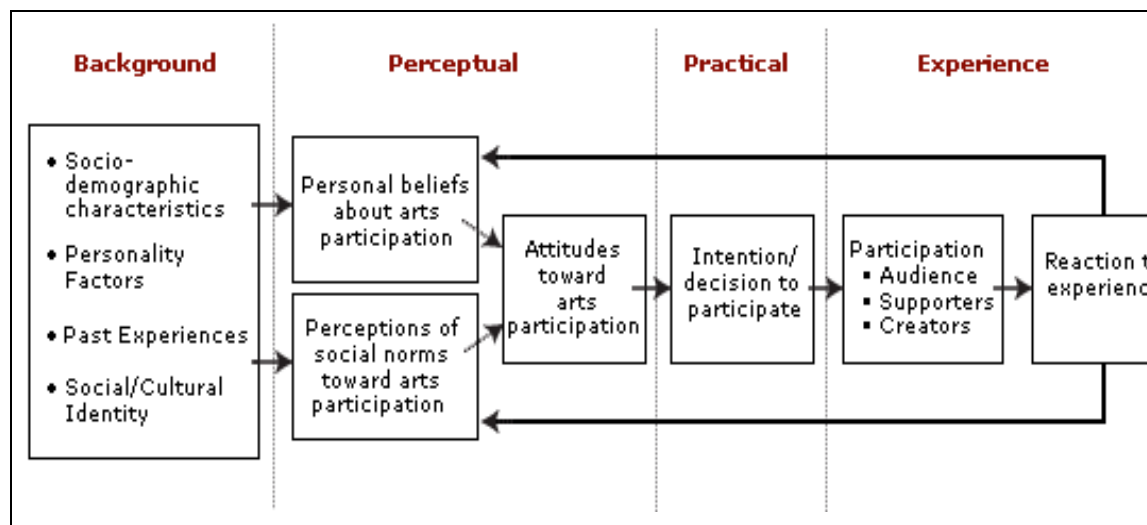 Background
Perceptual
Practical
Experience
• Socio-
demographic
characteristics
• Personality
Factors
• Past Experiences
• Social/Cultural
Identity
Personal beliefs
about arts
participation
Perceptions of
social norms
toward arts
participation
Attitudes
toward
arts
participation
Intention/
decision to
participate
Participation
▪ Audience
▪ Supporters
▪ Creators
Reaction t
experienc